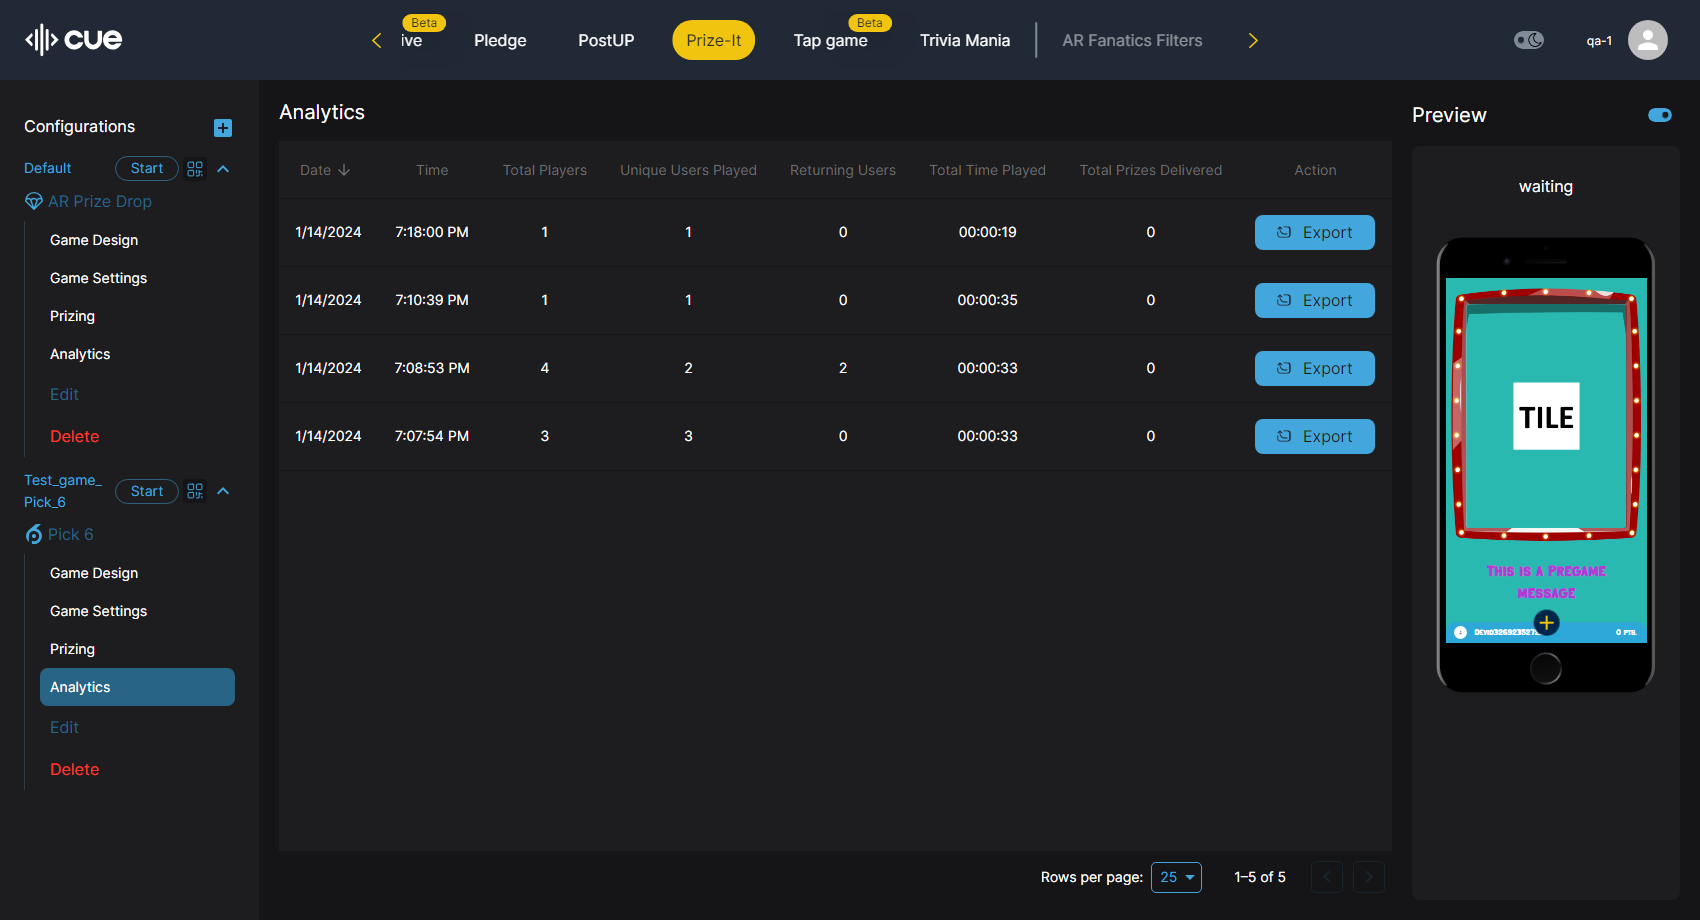 cue
Beta
ive
Pledge
PostUP
Prize-It
Beta
Tap game
Trivia Mania
AR Fanatics Filters
qa-1
Configurations
Default
Start
AR Prize Drop
Game Design
Game Settings
Prizing
Analytics
Edit
Delete
Test_game_
Pick_6
Start
Pick 6
Game Design
Game Settings
Prizing
Analytics
Edit
Delete
Analytics
Date Time Total Players Unique Users Played Returning Users Total Time Played Total Prizes Delivered Action
1/14/2024 7:18:00 PM 1 1 0 00:00:19 0 Export
1/14/2024 7:10:39 PM 1 1 0 00:00:35 0 Export
1/14/2024 7:08:53 PM 4 2 2 00:00:33 0 Export
1/14/2024 7:07:54 PM 3 3 0 00:00:33 0 Export
Rows per page: 25 1–5 of 5
Preview
waiting
TILE
THIS IS A PREGAME
MESSAGE
0 PTS.